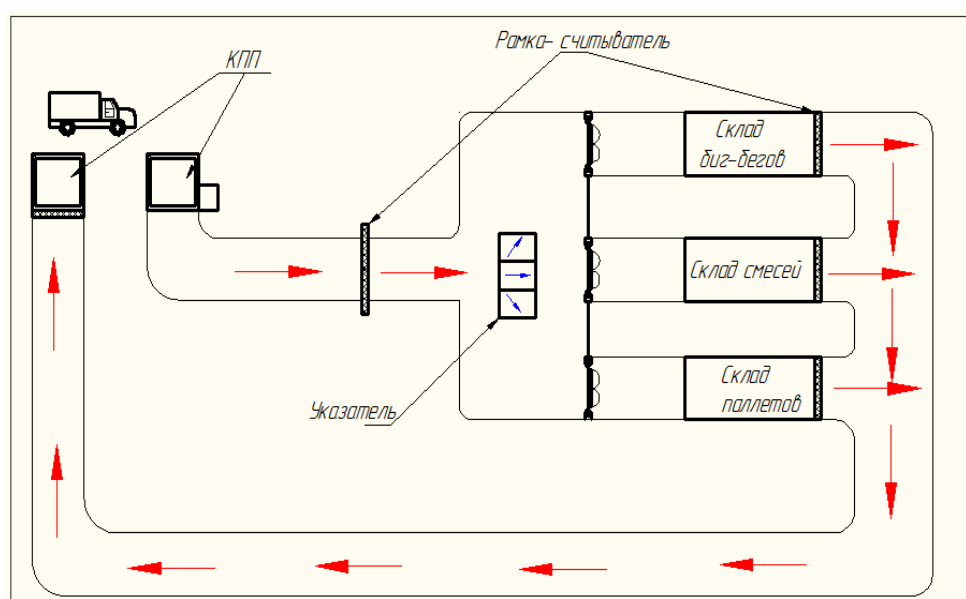 КПП
Рамка- считыватель
Склад
биг-бегов
Склад смесей
Указатель
Склад
паллетов